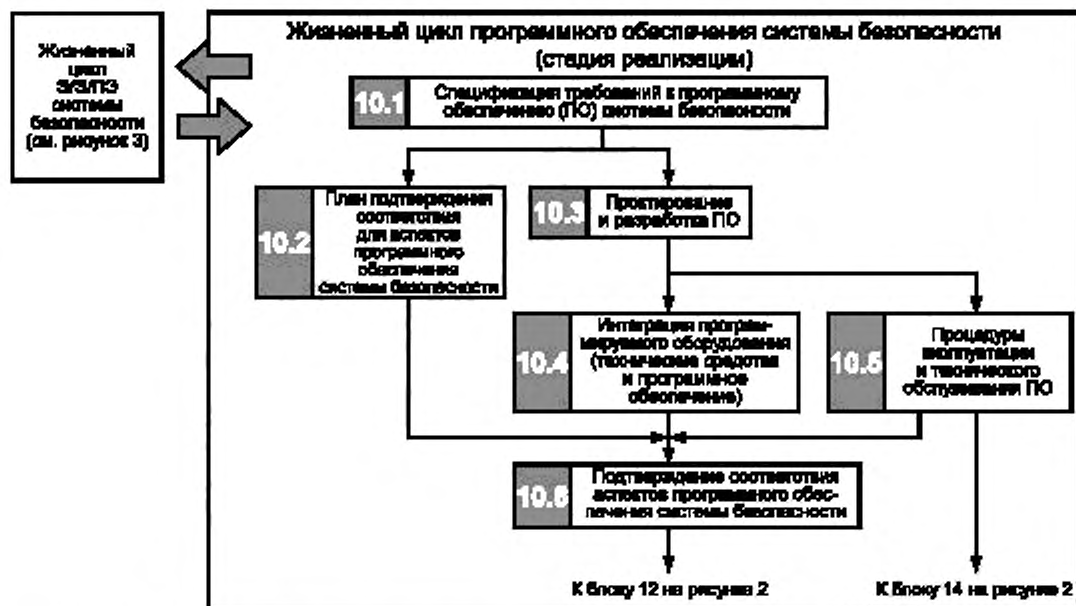 Жизненный
цикл
Э/Э/ПЭ
системы
безопасности
(см. рисунок 3)
Жизненный цикл программного обеспечения системы безопасности
(стадия реализации)
10.1
Спецификация требований к программному
обеспечению (ПО) системы безопасности
10.2
План подтверждения
соответствия
для аспектов
программного
обеспечения
системы безопасности
10.3
Проектирование
и разработка ПО
10.4
Интеграция програм-
мируемого оборудования
(технические средства
и программное
обеспечение)
10.5
Процедуры
эксплуатации
и технического
обслуживания ПО
10.6
Подтверждение соответствия
аспектов программного обес-
печения системы безопасности
К блоку 12 на рисунке 2
К блоку 14 на рисунке 2